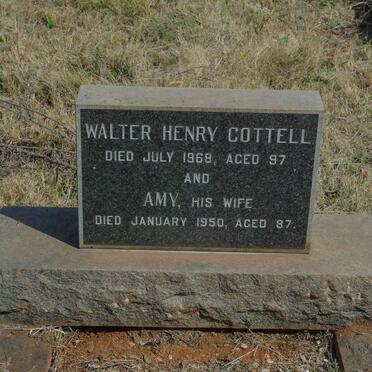 WALTER HENRY COTTELL
DIED JULY 1968, AGED 97
AND
AMY, HIS WIFE
DIED JANUARY 1950, AGED 87.